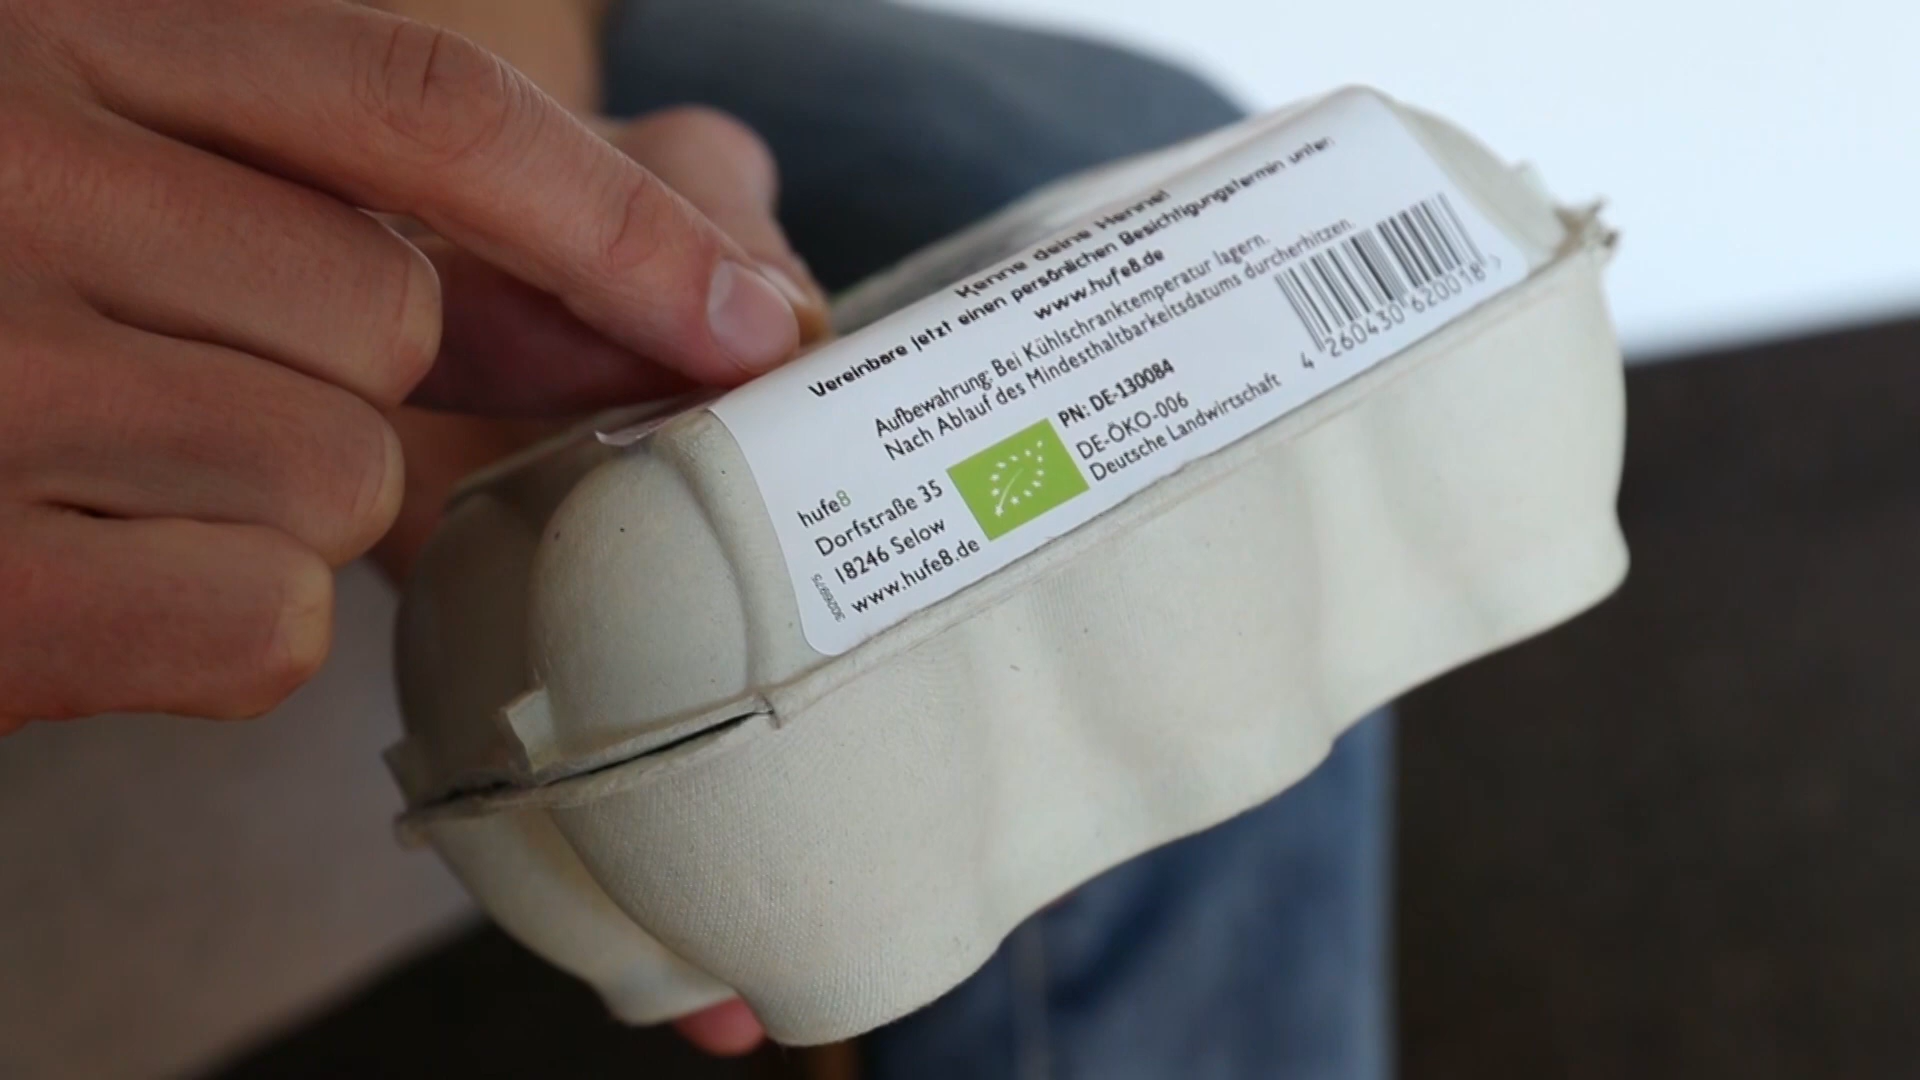 Kenne deine Henne!
Vereinbare jetzt einen persönlichen Besichtigungstermin unter:
www.hufe8.de
Aufbewahrung: Bei Kühlschranktemperatur lagern.
Nach Ablauf des Mindesthaltbarkeitsdatums durcherhitzen.
PN: DE-130084
DE-ÖKO-006
Deutsche Landwirtschaft
hufe8
Dorfstraße 35
18246 Selow
www.hufe8.de
4 260430 620018 >